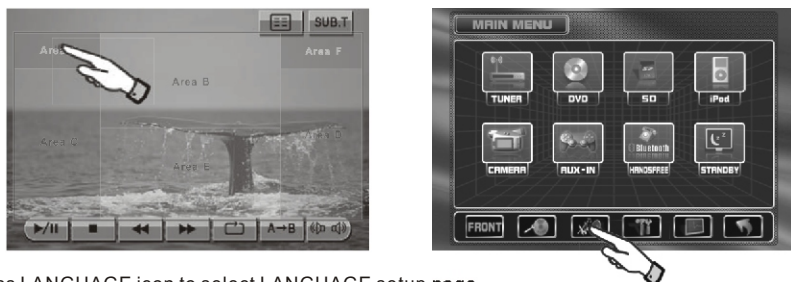 SUB.T
Area F
Area B
Area C
Area E
A→B
MAIN MENU
TUNER
DVD
SD
iPod
CAMERA
Bluetooth
AUX-IN
HANDSFREE
STANDBY
FRONT
LANGUAGE icon to select LANGUAGE setup page